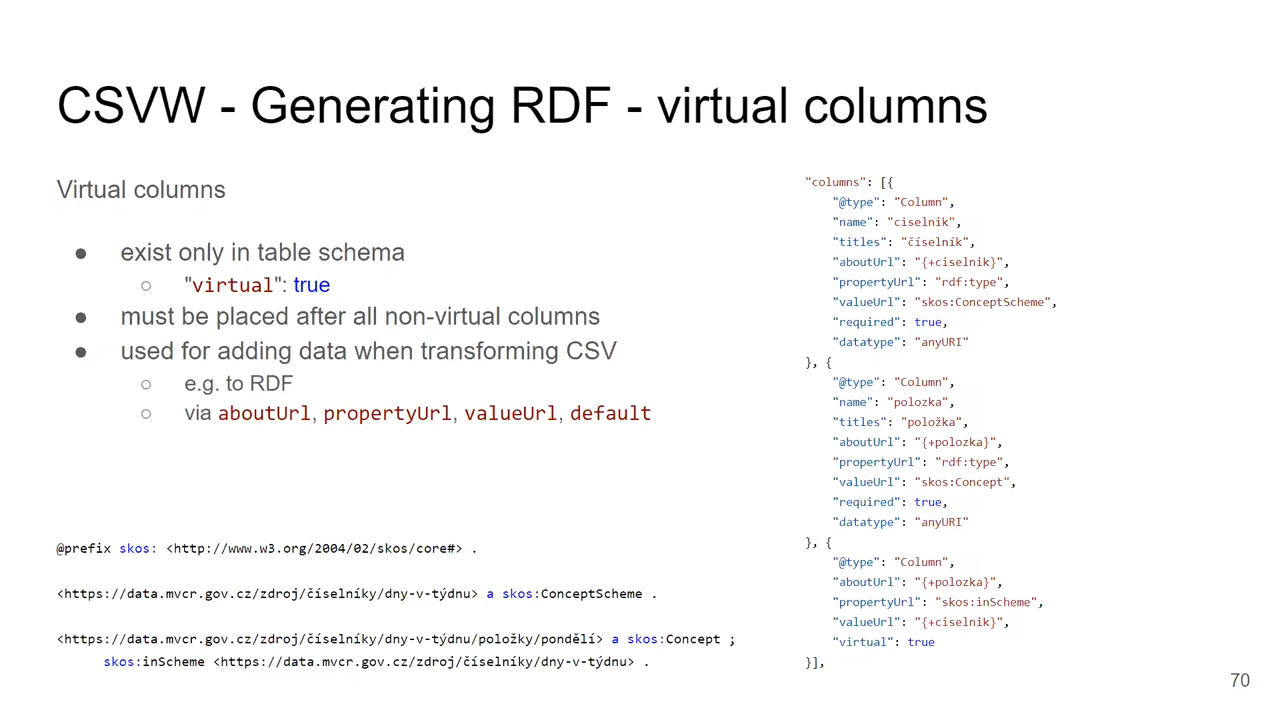 CSVW - Generating RDF - virtual columns
Virtual columns
● exist only in table schema
○ "virtual": true
● must be placed after all non-virtual columns
● used for adding data when transforming CSV
○ e.g. to RDF
○ via aboutUrl, propertyUrl, valueUrl, default
@prefix skos: <http://www.w3.org/2004/02/skos/core#> .
<https://data.mvcr.gov.cz/zdroj/číselníky/dny-v-týdnu> a skos:ConceptScheme .
<https://data.mvcr.gov.cz/zdroj/číselníky/dny-v-týdnu/položky/pondělí> a skos:Concept ;
skos:inScheme <https://data.mvcr.gov.cz/zdroj/číselníky/dny-v-týdnu> .
"columns": [{
"@type": "Column",
"name": "ciselnik",
"titles": "číselník",
"aboutUrl": "{+ciselnik}",
"propertyUrl": "rdf:type",
"valueUrl": "skos:ConceptScheme",
"required": true,
"datatype": "anyURI"
}, {
"@type": "Column",
"name": "polozka",
"titles": "položka",
"aboutUrl": "{+polozka}",
"propertyUrl": "rdf:type",
"valueUrl": "skos:Concept",
"required": true,
"datatype": "anyURI"
}, {
"@type": "Column",
"aboutUrl": "{+polozka}",
"propertyUrl": "skos:inScheme",
"valueUrl": "{+ciselnik}",
"virtual": true
}],
70